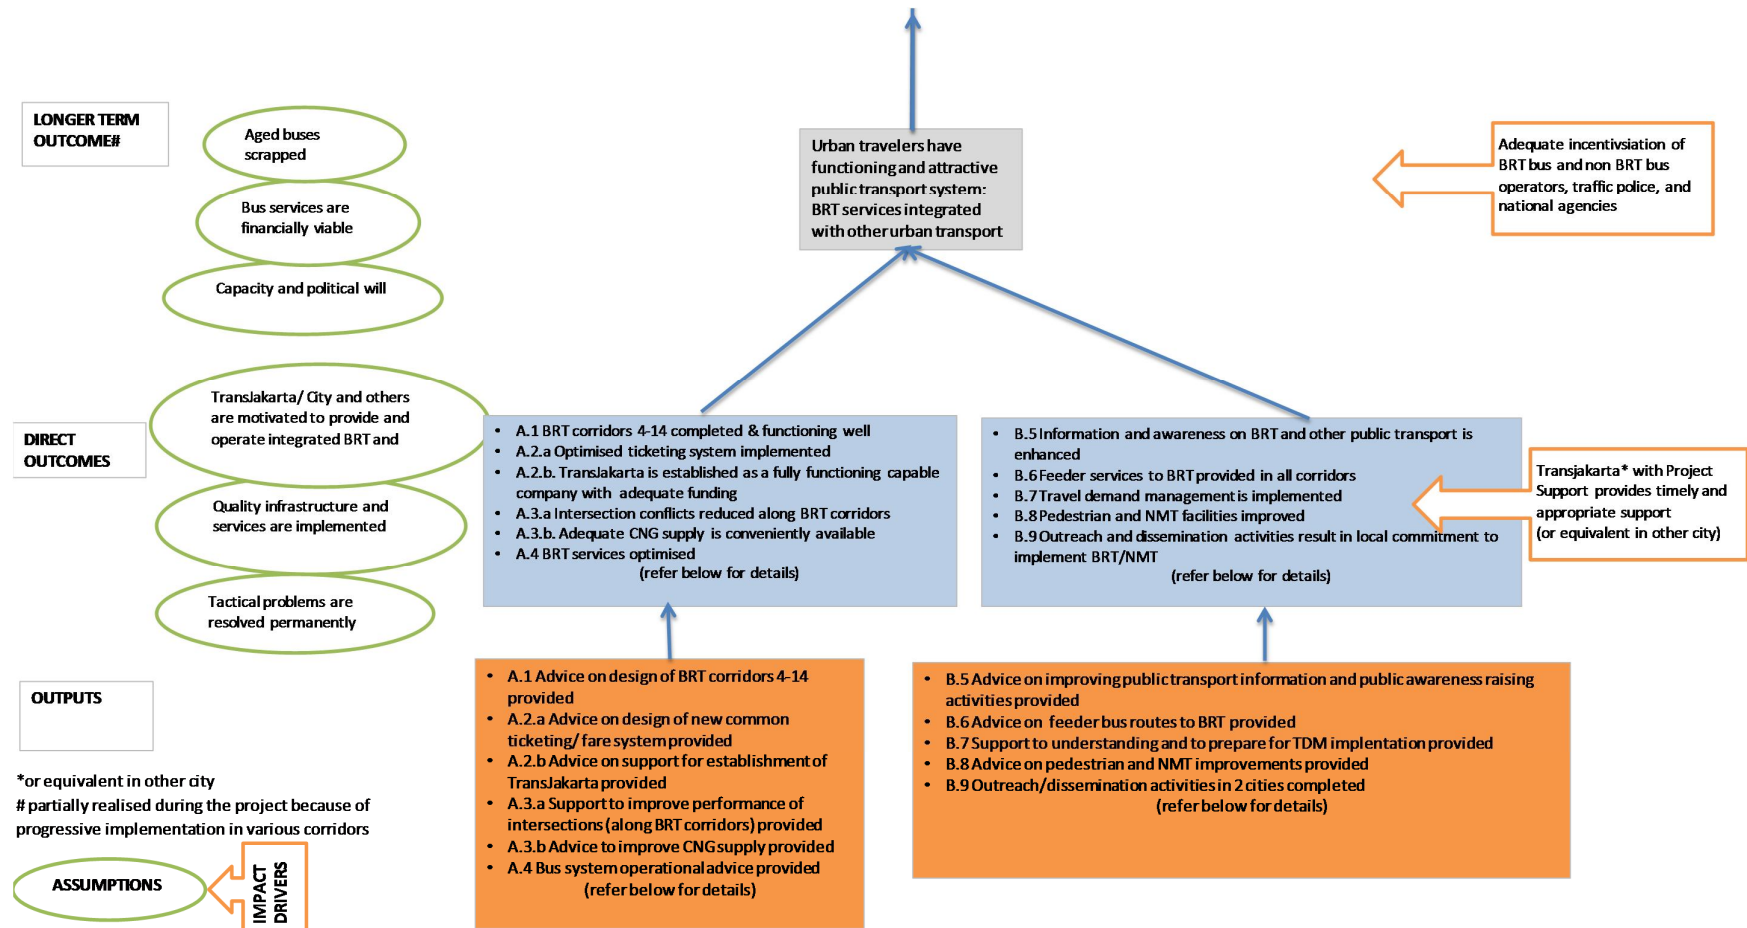 LONGER TERM
OUTCOME#
Aged buses
scrapped
Bus services are
financially viable
Capacity and political will
Urban travelers have
functioning and attractive
public transport system:
BRT services integrated
with other urban transport
Adequate incentivsiation of
BRT bus and non BRT bus
operators, traffic police, and
national agencies
DIRECT
OUTCOMES
TransJakarta/ City and others
are motivated to provide and
operate integrated BRT and
Quality infrastructure and
services are implemented
Tactical problems are
resolved permanently
• A.1 BRT corridors 4-14 completed & functioning well
• A.2.a Optimised ticketing system implemented
• A.2.b. TransJakarta is established as a fully functioning capable
company with adequate funding
• A.3.a Intersection conflicts reduced along BRT corridors
• A.3.b. Adequate CNG supply is conveniently available
• A.4 BRT services optimised
(refer below for details)
• B.5 Information and awareness on BRT and other public transport is
enhanced
• B.6 Feeder services to BRT provided in all corridors
• B.7 Travel demand management is implemented
• B.8 Pedestrian and NMT facilities improved
• B.9 Outreach and dissemination activities result in local commitment to
implement BRT/NMT
(refer below for details)
Transjakarta* with Project
Support provides timely and
appropriate support
(or equivalent in other city)
OUTPUTS
• A.1 Advice on design of BRT corridors 4-14
provided
• A.2.a Advice on design of new common
ticketing/ fare system provided
• A.2.b Advice on support for establishment of
TransJakarta provided
• A.3.a Support to improve performance of
intersections (along BRT corridors) provided
• A.3.b Advice to improve CNG supply provided
• A.4 Bus system operational advice provided
(refer below for details)
• B.5 Advice on improving public transport information and public awareness raising
activities provided
• B.6 Advice on feeder bus routes to BRT provided
• B.7 Support to understanding and to prepare for TDM implentation provided
• B.8 Advice on pedestrian and NMT improvements provided
• B.9 Outreach/dissemination activities in 2 cities completed
(refer below for details)
*or equivalent in other city
# partially realised during the project because of
progressive implementation in various corridors
ASSUMPTIONS
IMPACT
DRIVERS